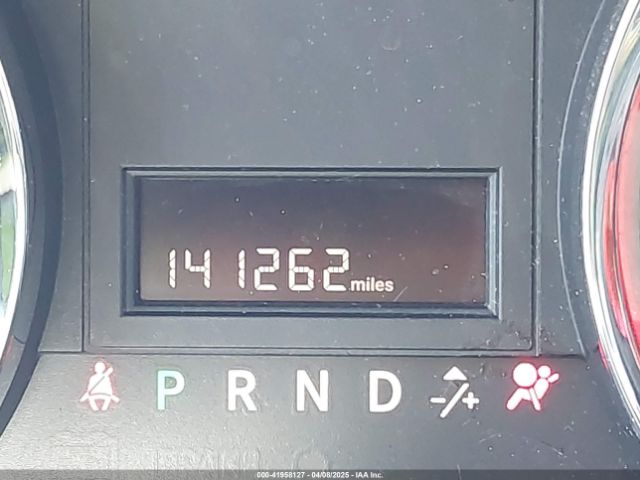 141262 miles
P R N D -/+
000-41958127 - 04/08/2025 - IAA Inc.